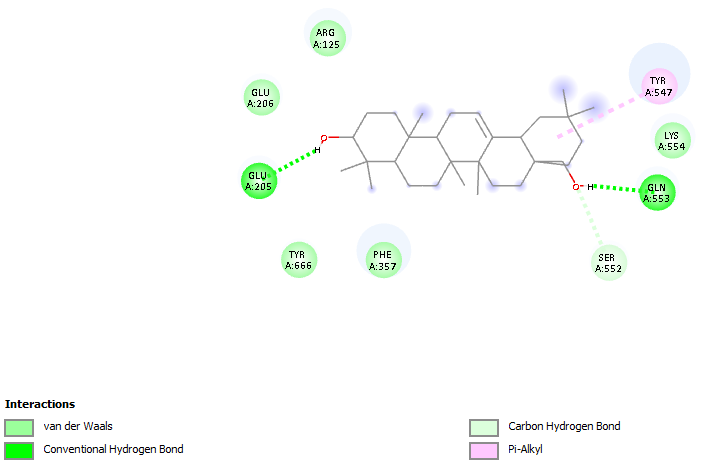 ARG
A:125
TYR
A:547
GLU
A:206
LYS
A:554
O
H
GLU
A:205
O
H
GLN
A:553
TYR
A:666
PHE
A:357
SER
A:552
Interactions
van der Waals
Conventional Hydrogen Bond
Carbon Hydrogen Bond
Pi-Alkyl